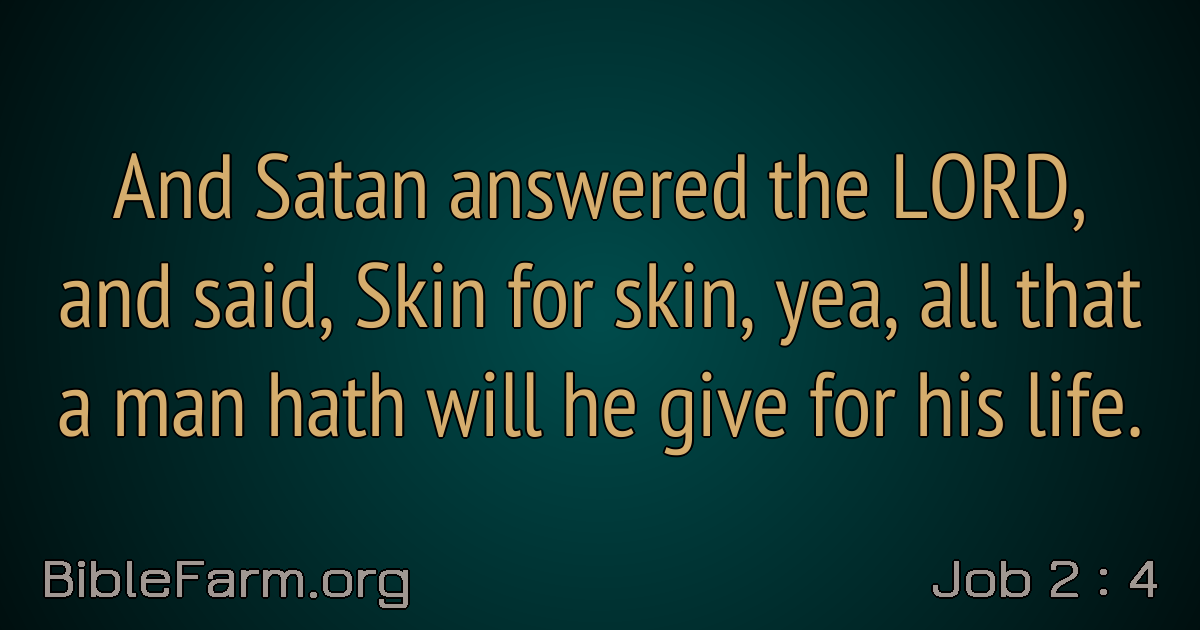 And Satan answered the LORD,
and said, Skin for skin, yea, all that
a man hath will he give for his life.
BibleFarm.org
Job 2 : 4